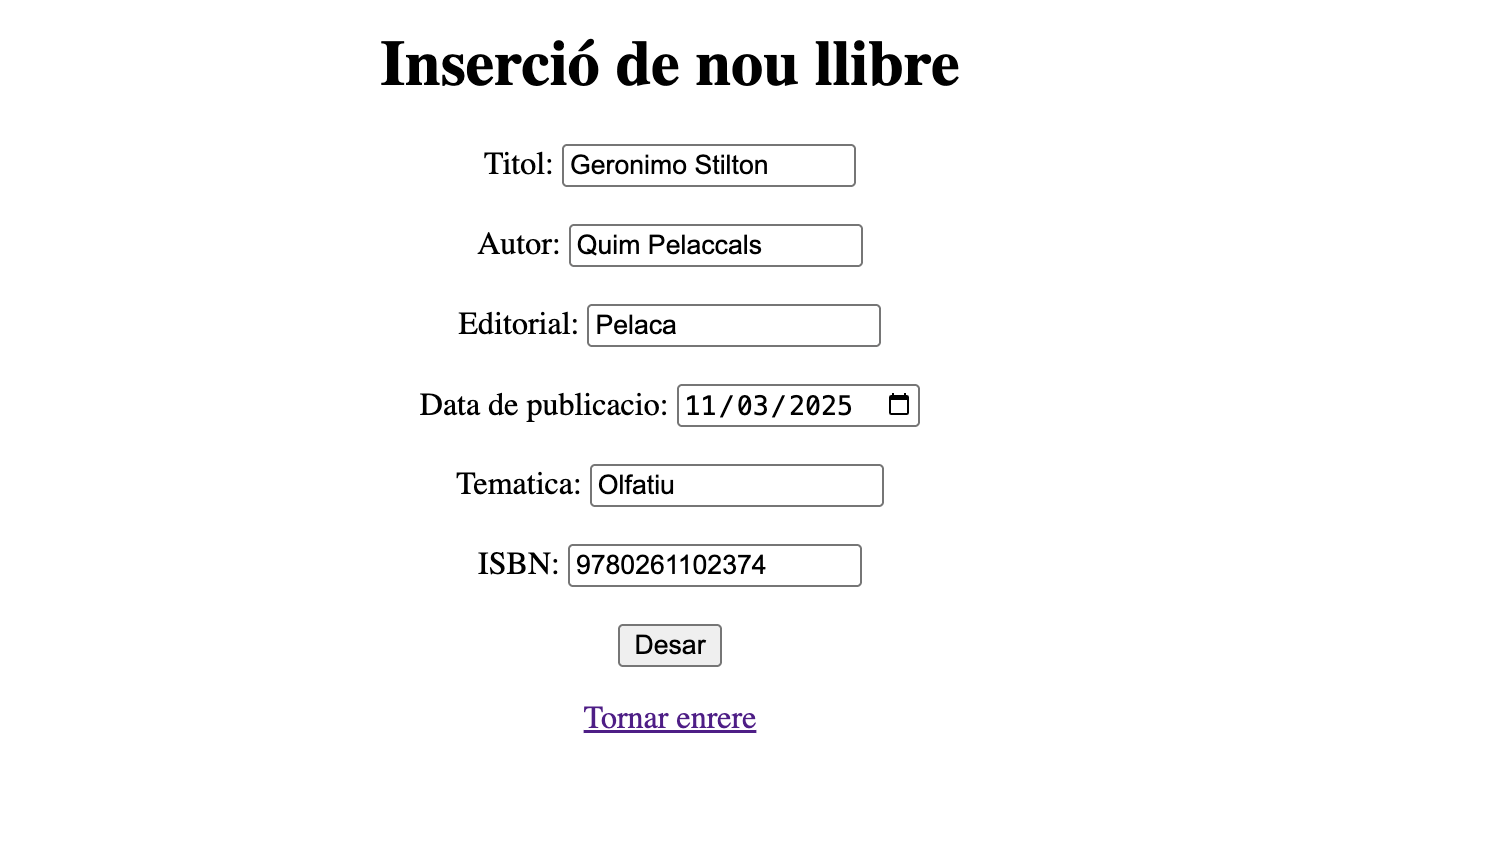 Inserció de nou llibre
Titol: Geronimo Stilton
Autor: Quim Pelaccals
Editorial: Pelaca
Data de publicacio: 11/03/2025
Tematica: Olfatiu
ISBN: 9780261102374
Desar
Tornar enrere